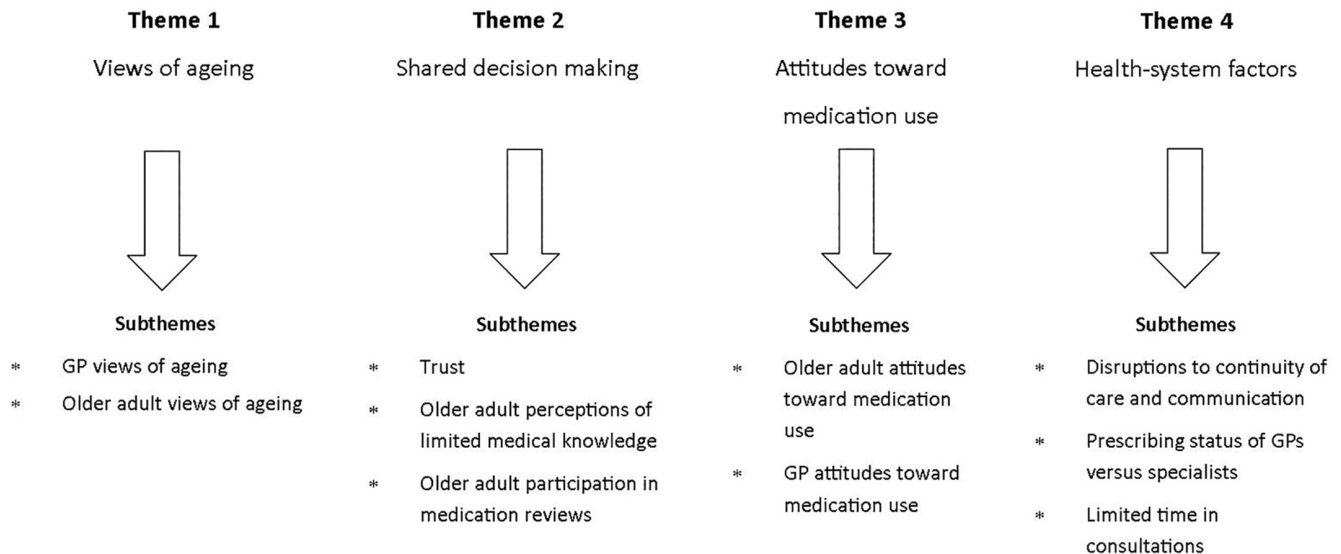 Theme 1
Views of ageing
Subthemes
* GP views of ageing
* Older adult views of ageing
Theme 2
Shared decision making
Subthemes
* Trust
* Older adult perceptions of
limited medical knowledge
* Older adult participation in
medication reviews
Theme 3
Attitudes toward
medication use
Subthemes
* Older adult attitudes
toward medication
use
* GP attitudes toward
medication use
Theme 4
Health-system factors
Subthemes
* Disruptions to continuity of
care and communication
* Prescribing status of GPs
versus specialists
* Limited time in
consultations